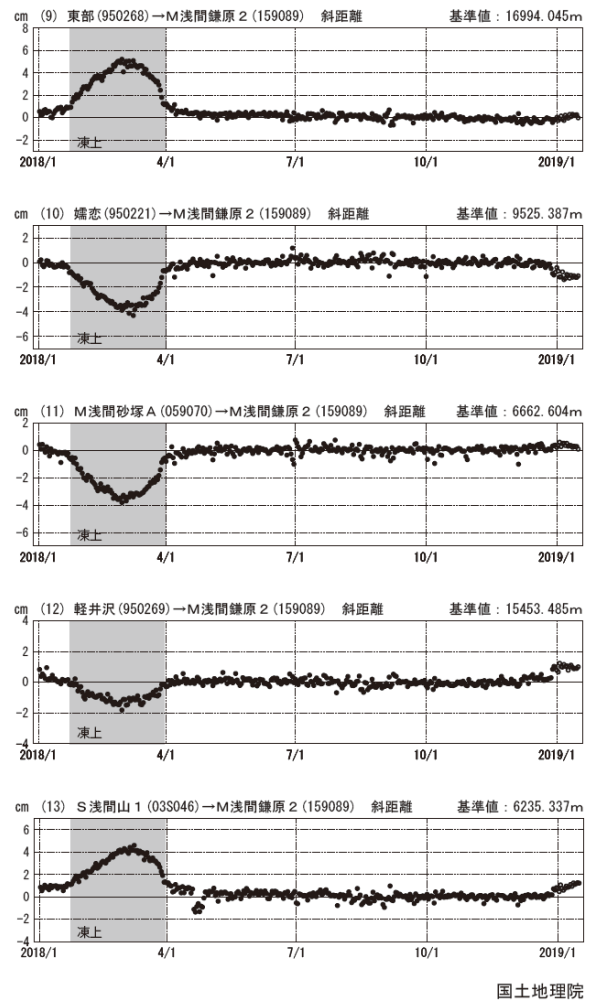 cm (9) 東部(950268)→M浅間鎌原2(159089) 斜距離 基準値：16994.045m
8
6
4
2
0
-2
凍上
2018/1 4/1 7/1 10/1 2019/1
cm (10) 嬬恋(950221)→M浅間鎌原2(159089) 斜距離 基準値：9525.387m
2
0
-2
-4
-6
凍上
2018/1 4/1 7/1 10/1 2019/1
cm (11) M浅間砂塚A(059070)→M浅間鎌原2(159089) 斜距離 基準値：6662.604m
2
0
-2
-4
-6
凍上
2018/1 4/1 7/1 10/1 2019/1
cm (12) 軽井沢(950269)→M浅間鎌原2(159089) 斜距離 基準値：15453.485m
4
2
0
-2
-4
凍上
2018/1 4/1 7/1 10/1 2019/1
cm (13) S浅間山1(03S046)→M浅間鎌原2(159089) 斜距離 基準値：6235.337m
6
4
2
0
-2
-4
凍上
2018/1 4/1 7/1 10/1 2019/1
国土地理院